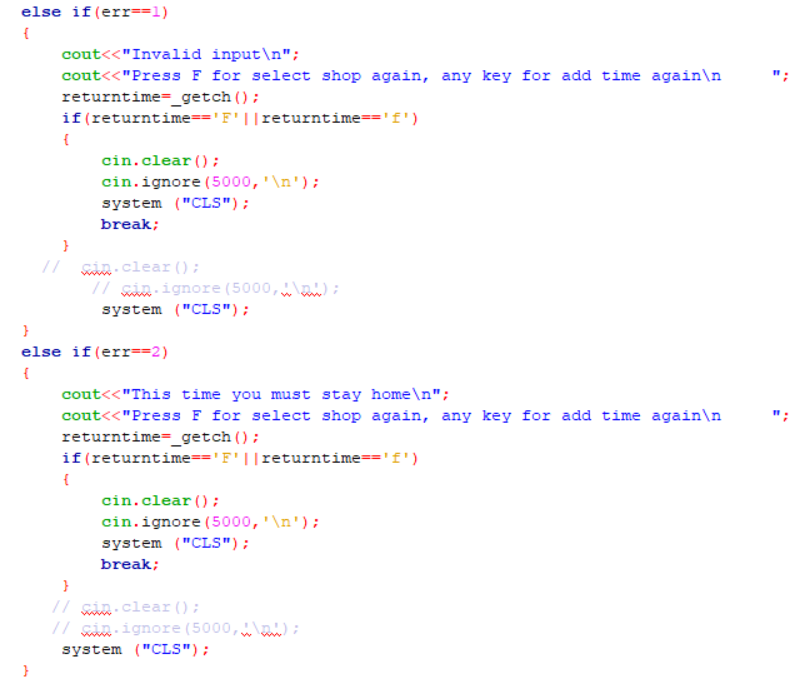 else if(err==1)
{
    cout<<"Invalid input\n";
    cout<<"Press F for select shop again, any key for add time again\n     ";
    returntime=_getch();
    if(returntime=='F'||returntime=='f')
    {
        cin.clear();
        cin.ignore(5000,'\n');
        system ("CLS");
        break;
    }
  //  cin.clear();
       // cin.ignore(5000,'\n');
        system ("CLS");
}
else if(err==2)
{
    cout<<"This time you must stay home\n";
    cout<<"Press F for select shop again, any key for add time again\n     ";
    returntime=_getch();
    if(returntime=='F'||returntime=='f')
    {
        cin.clear();
        cin.ignore(5000,'\n');
        system ("CLS");
        break;
    }
   // cin.clear();
   // cin.ignore(5000,'\n');
    system ("CLS");
}